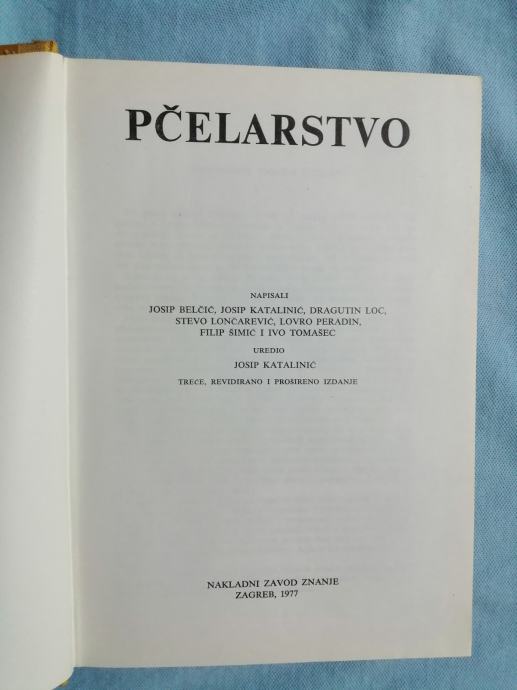 PČELARSTVO
NAPISALI
JOSIP BELČIĆ, JOSIP KATALINIĆ, DRAGUTIN LOC,
STEVO LONČAREVIĆ, LOVRO PERADIN,
FILIP ŠIMIĆ I IVO TOMAŠEC
UREDIO
JOSIP KATALINIĆ
TREĆE, REVIDIRANO I PROŠIRENO IZDANJE
NAKLADNI ZAVOD ZNANJE
ZAGREB, 1977